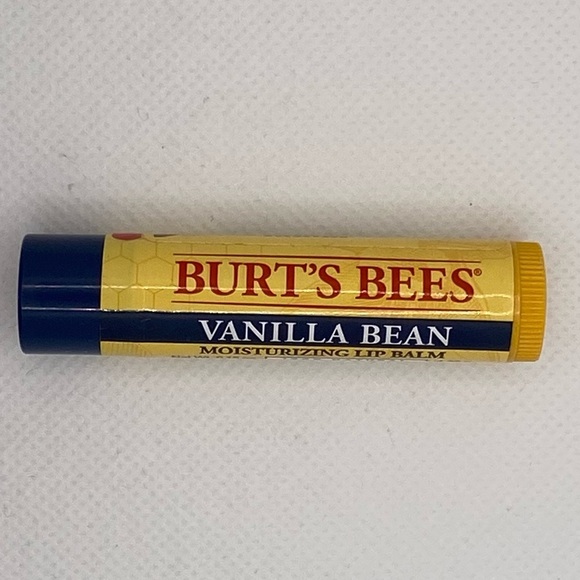 BURT'S BEES®
VANILLA BEAN
MOISTURIZING LIP BALM